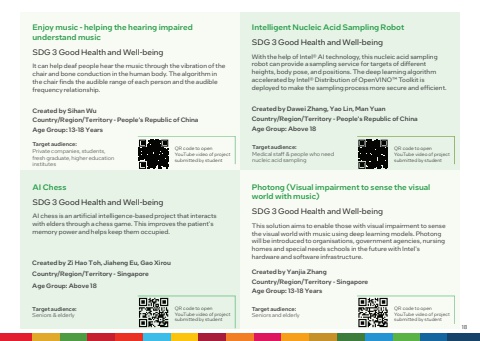 Enjoy music - helping the hearing impaired
understand music
SDG 3 Good Health and Well-being
It can help deaf people hear the music through the vibration of the
chair and bone conduction in the human body. The algorithm in
the chair finds the audible range of each person and the audible
frequency relationship.
Created by Sihan Wu
Country/Region/Territory - People's Republic of China
Age Group: 13-18 Years
Target audience:
Private companies, students,
fresh graduate, higher education
institutes
QR code to open
YouTube video of project
submitted by student
Intelligent Nucleic Acid Sampling Robot
SDG 3 Good Health and Well-being
With the help of Intel® AI technology, this nucleic acid sampling
robot can provide a sampling service for targets of different
heights, body pose, and positions. The deep learning algorithm
accelerated by Intel® Distribution of OpenVINO™ Toolkit is
deployed to make the sampling process more secure and efficient.
Created by Dawei Zhang, Yao Lin, Man Yuan
Country/Region/Territory - People's Republic of China
Age Group: Above 18
Target audience:
Medical staff & people who need
nucleic acid sampling
QR code to open
YouTube video of project
submitted by student
AI Chess
SDG 3 Good Health and Well-being
AI chess is an artificial intelligence-based project that interacts
with elders through a chess game. This improves the patient's
memory power and helps keep them occupied.
Created by Zi Hao Toh, Jiaheng Eu, Gao Xirou
Country/Region/Territory - Singapore
Age Group: Above 18
Target audience:
Seniors & elderly
QR code to open
YouTube video of project
submitted by student
Photong (Visual impairment to sense the visual
world with music)
SDG 3 Good Health and Well-being
This solution aims to enable those with visual impairment to sense
the visual world with music using deep learning models. Photong
will be introduced to organisations, government agencies, nursing
homes and special needs schools in the future with Intel's
hardware and software infrastructure.
Created by Yanjia Zhang
Country/Region/Territory - Singapore
Age Group: 13-18 Years
Target audience:
Seniors and elderly
QR code to open
YouTube video of project
submitted by student